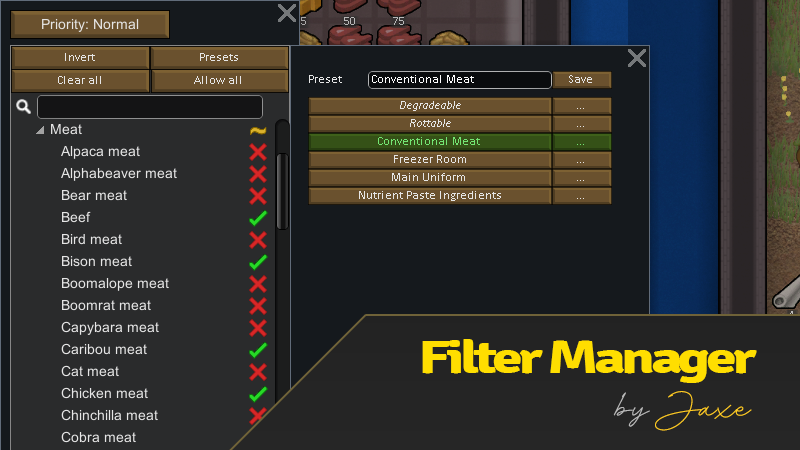 5 50 75
Priority: Normal
Invert Presets
Clear all Allow all
Meat
Alpaca meat
Alphabeaver meat
Bear meat
Beef
Bird meat
Bison meat
Boomalope meat
Boomrat meat
Capybara meat
Caribou meat
Cat meat
Chicken meat
Chinchilla meat
Cobra meat
Preset Conventional Meat Save
Degradeable ...
Rottable ...
Conventional Meat ...
Freezer Room ...
Main Uniform ...
Nutrient Paste Ingredients ...
Filter Manager
by Jaxe